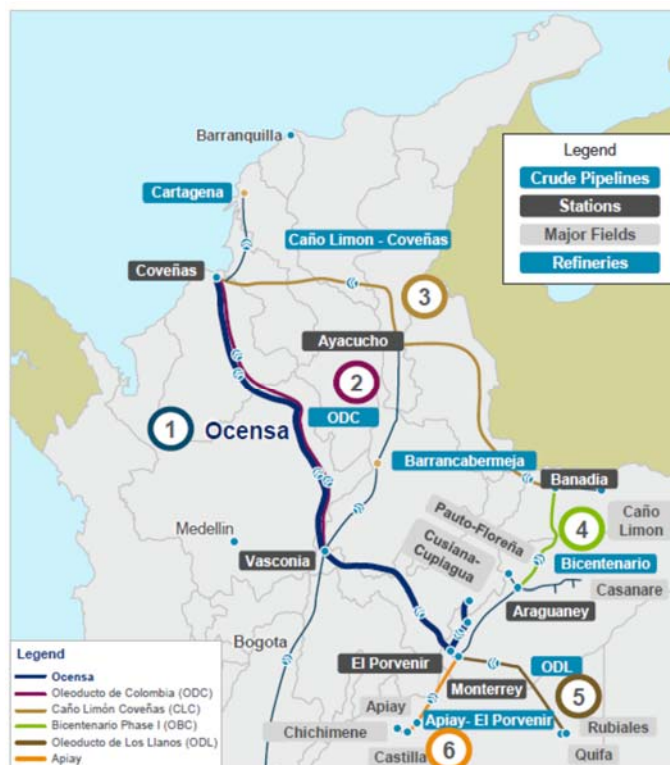 Barranquilla
Legend
Crude Pipelines
Stations
Major Fields
Refineries
Cartagena
Caño Limon - Coveñas
Coveñas
3
Ayacucho
2
ODC
1 Ocensa
Barrancabermeja
Banadía
Pauto-Floreña
4
Caño
Limon
Cusiana-
Cupiagua
Medellin
Vasconia
Bicentenario
Casanare
Araguaney
Bogota
El Porvenir
ODL
Monterrey
5
Apiay
Apiay- El Porvenir
Rubiales
Chichimene
Castilla
6
Quifa
Legend
Ocensa
Oleoducto de Colombia (ODC)
Caño Limón Coveñas (CLC)
Bicentenario Phase I (OBC)
Oleoducto de Los Llanos (ODL)
Apiay